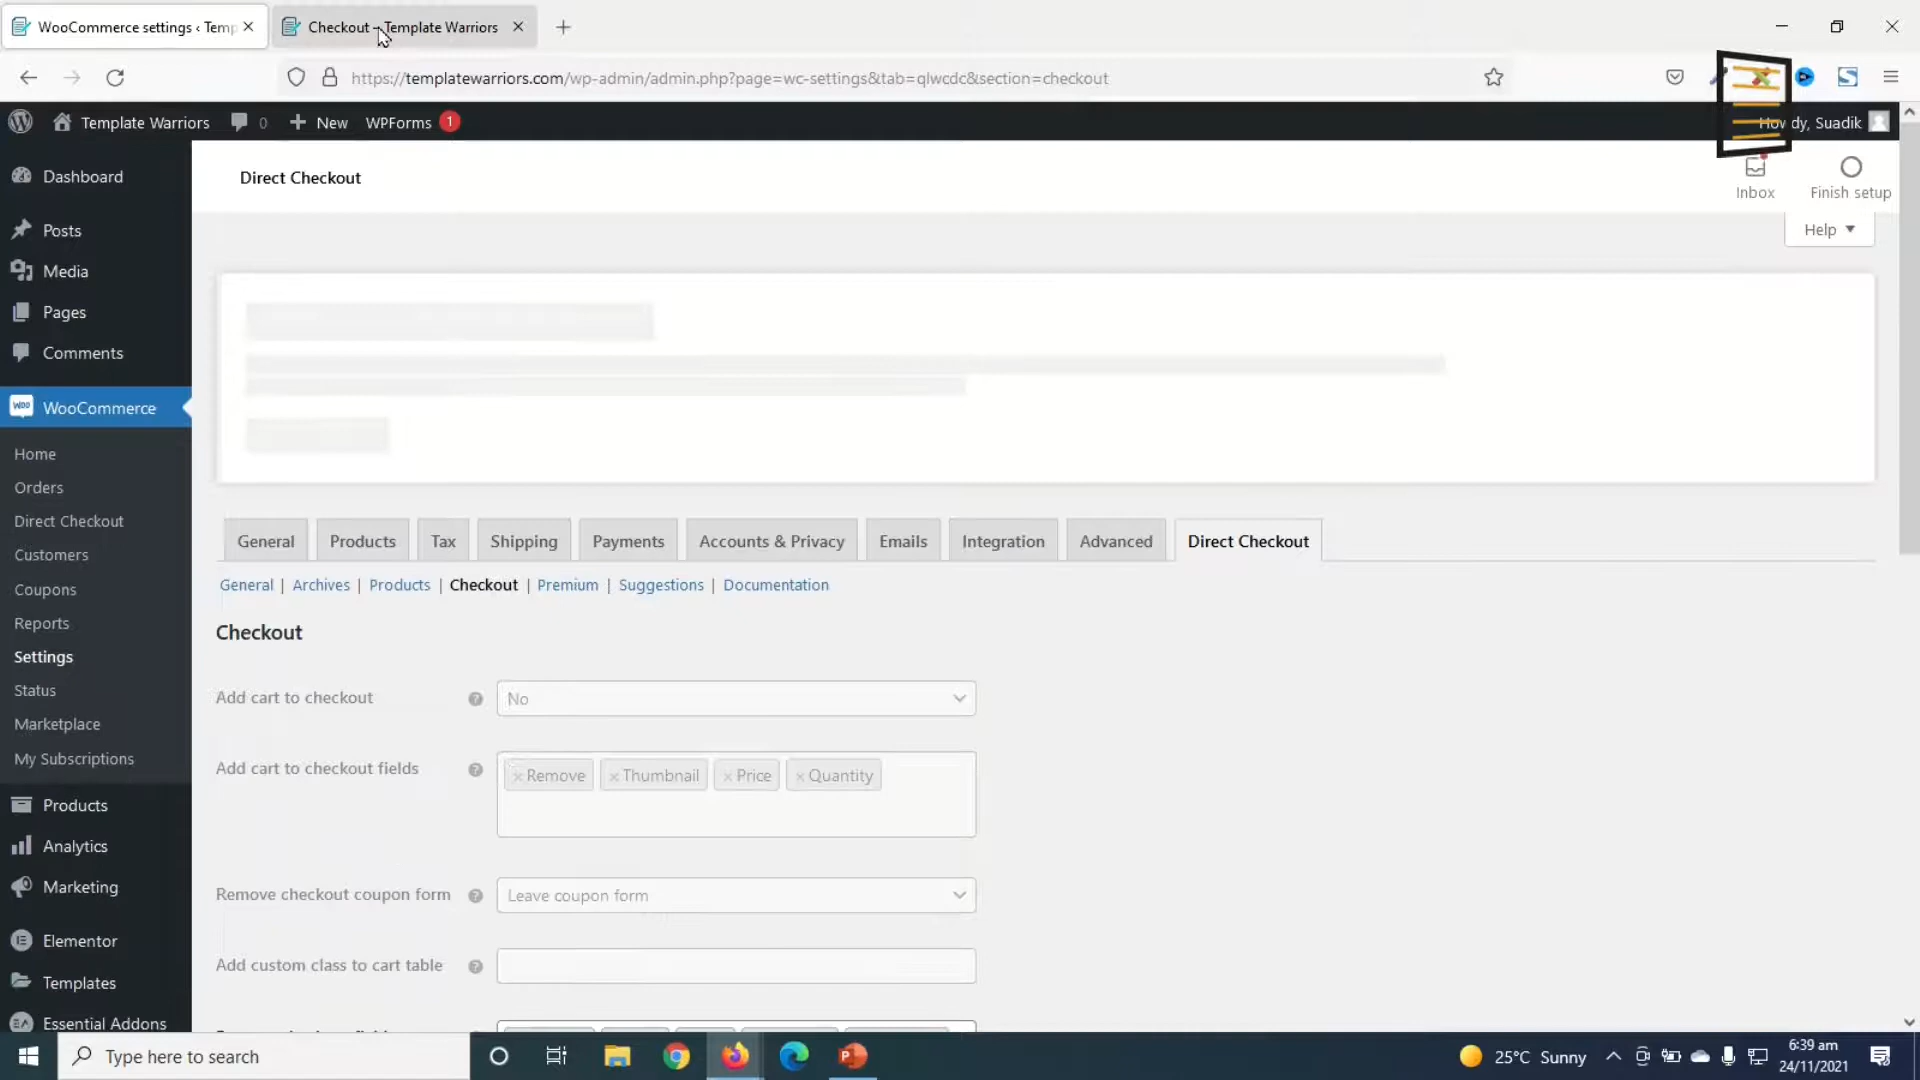 WooCommerce settings ‹ Temp
Checkout – Template Warriors
https://templatewarriors.com/wp-admin/admin.php?page=wc-settings&tab=qlwcdc&section=checkout
Template Warriors
0
New
WPForms 1
Howdy, Suadik
Dashboard
Posts
Media
Pages
Comments
WooCommerce
Home
Orders
Direct Checkout
Customers
Coupons
Reports
Settings
Status
Marketplace
My Subscriptions
Products
Analytics
Marketing
Elementor
Templates
Essential Addons
Direct Checkout
Inbox
Finish setup
Help
General Products Tax Shipping Payments Accounts & Privacy Emails Integration Advanced Direct Checkout
General | Archives | Products | Checkout | Premium | Suggestions | Documentation
Checkout
Add cart to checkout
No
Add cart to checkout fields
×Remove ×Thumbnail ×Price ×Quantity
Remove checkout coupon form
Leave coupon form
Add custom class to cart table
Type here to search
25°C Sunny
6:39 am
24/11/2021